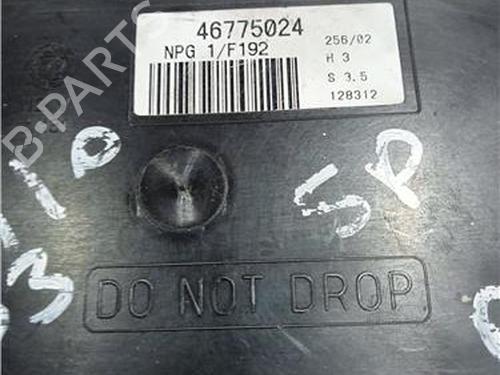 46775024
NPG 1/F192
256/02
H 3
S 3.5
128312
B-PARTS
SP
DO NOT DROP